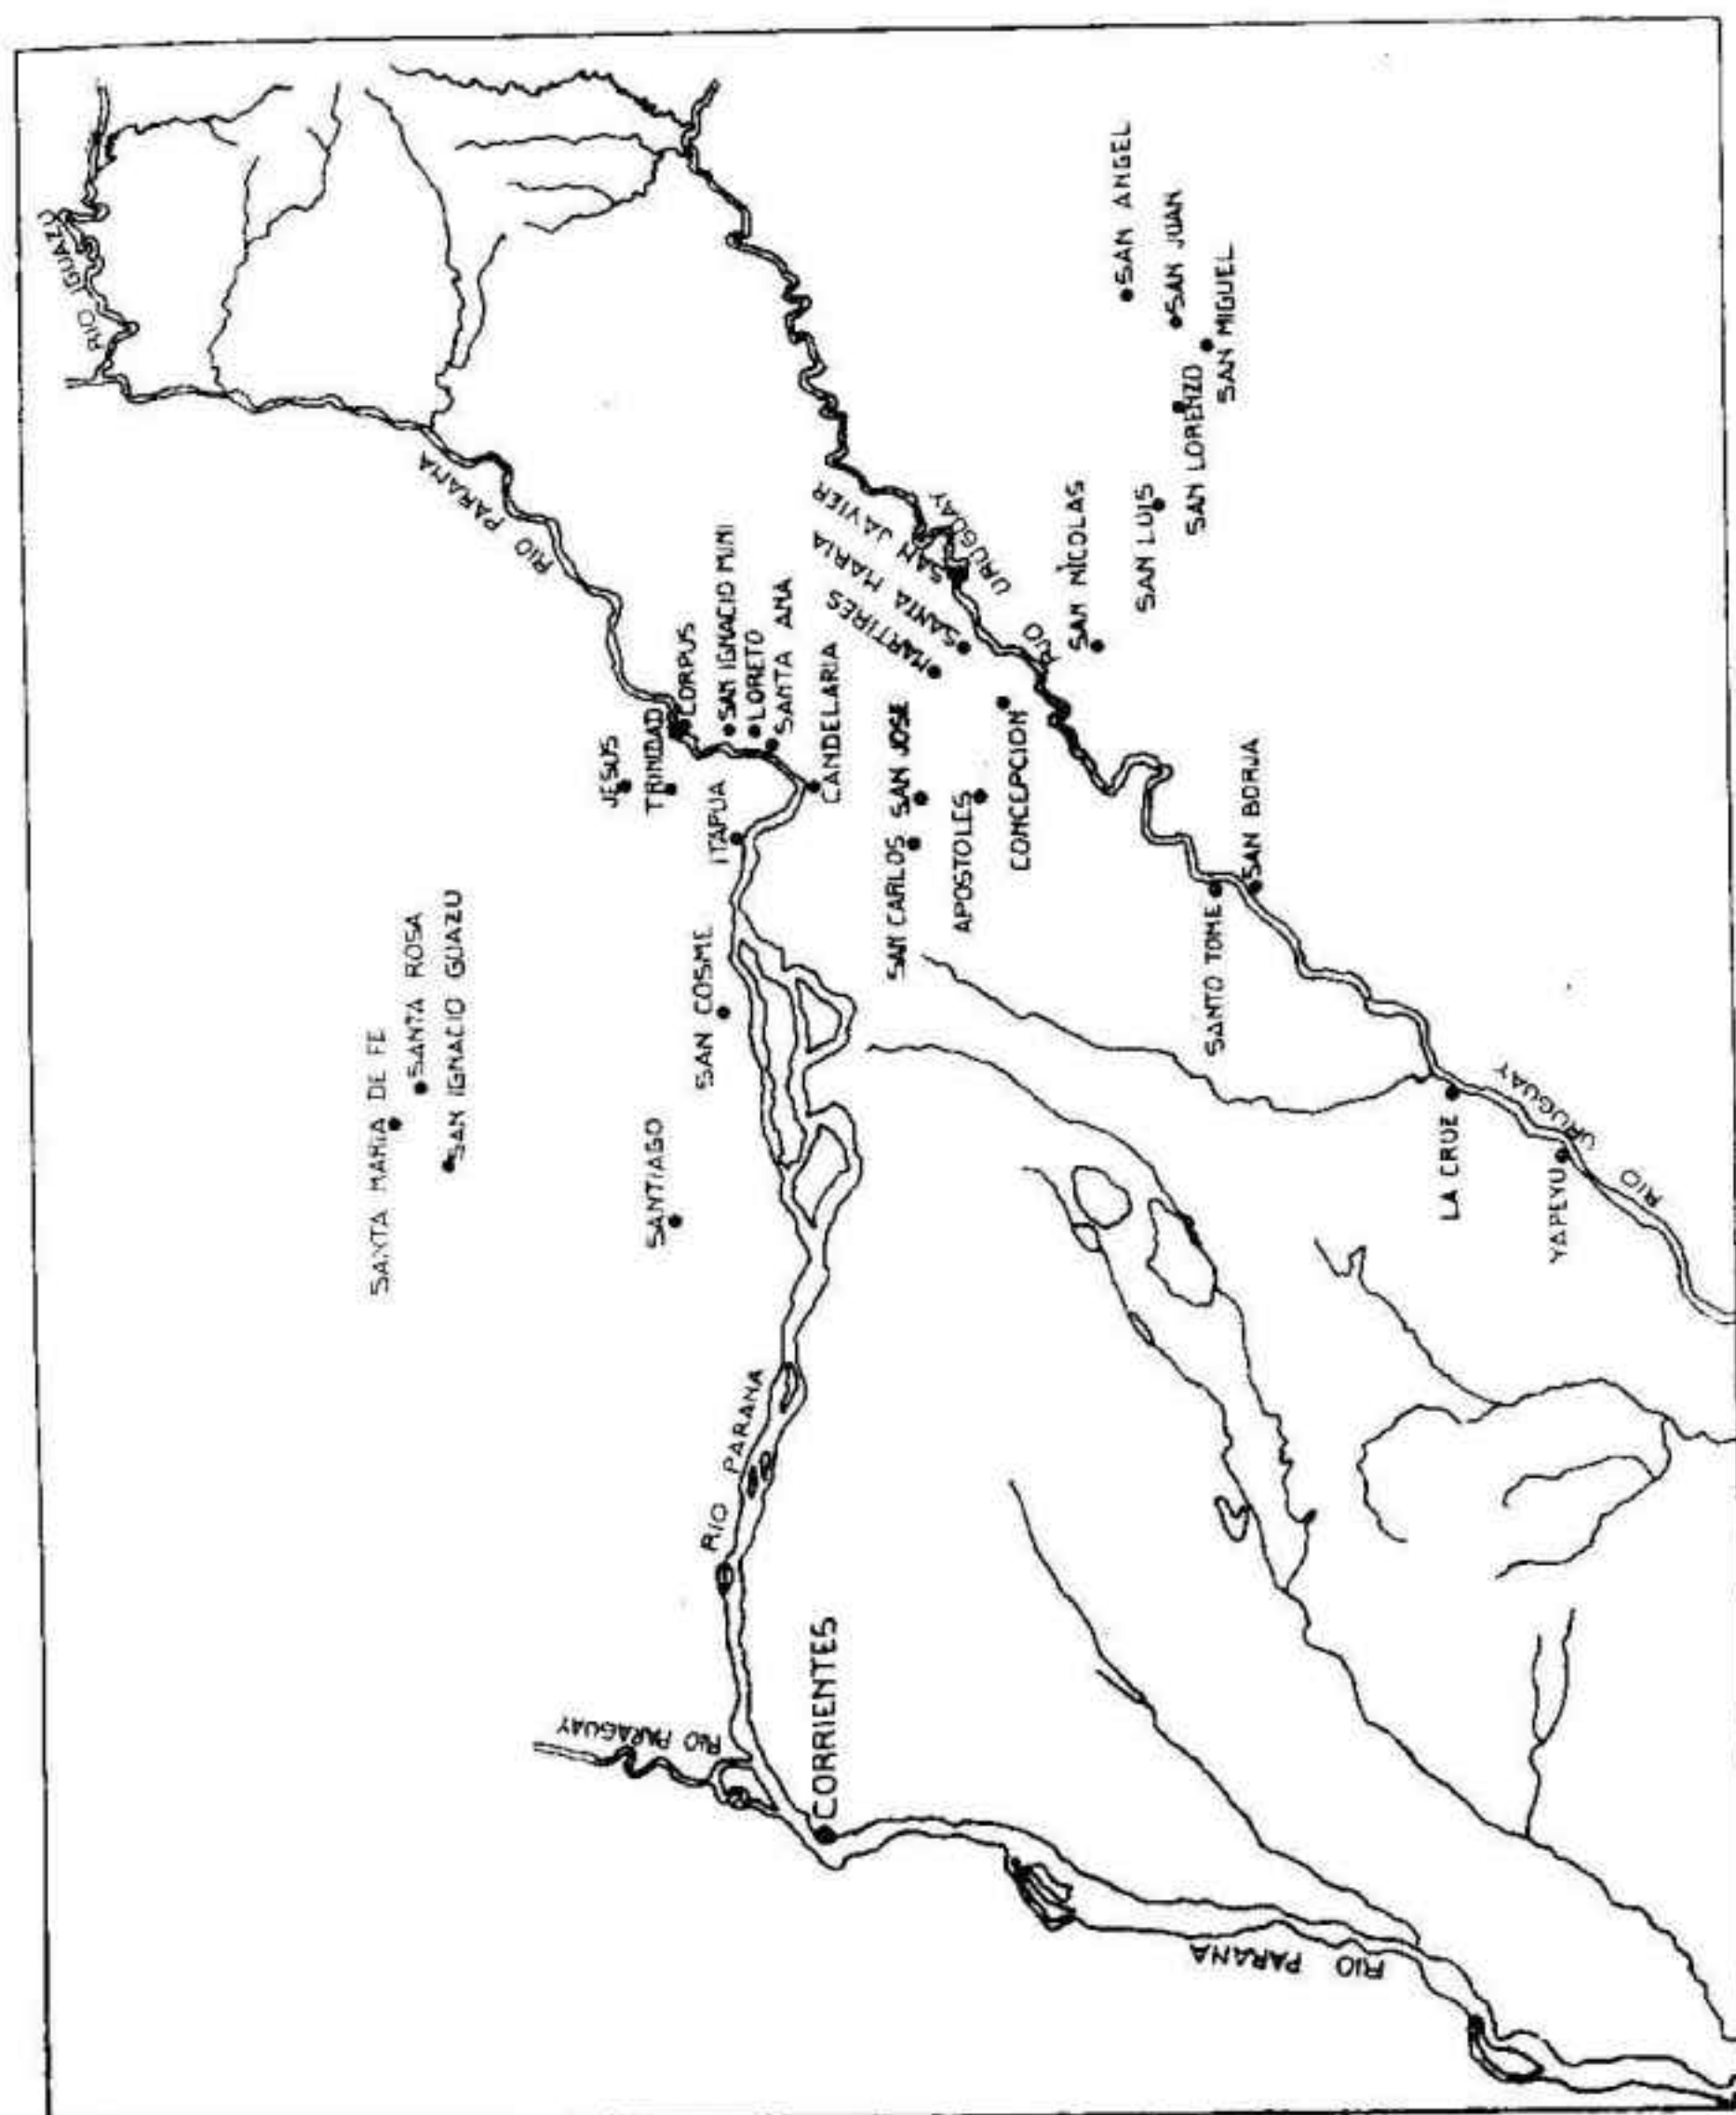 RIO IGUAZU
RIO PARANA
SAN ANGEL
SAN JUAN
SAN MIGUEL
SAN LORENZO
SAN LUIS
SAN NICOLAS
RIO URUGUAY
SAN JAVIER
SANTA MARIA
MARTIRES
CORPUS
SAN IGNACIO MINI
LORETO
SANTA ANA
CANDELARIA
JESUS
TRINIDAD
ITAPUA
SAN CARLOS
SAN JOSE
APOSTOLES
CONCEPCION
SAN BORJA
SANTO TOME
SAN COSME
SANTA MARIA DE FE
SANTA ROSA
SAN IGNACIO GUAZU
SANTIAGO
LA CRUZ
YAPEYU
RIO URUGUAY
RIO PARANA
RIO PARAGUAY
CORRIENTES
RIO PARANA